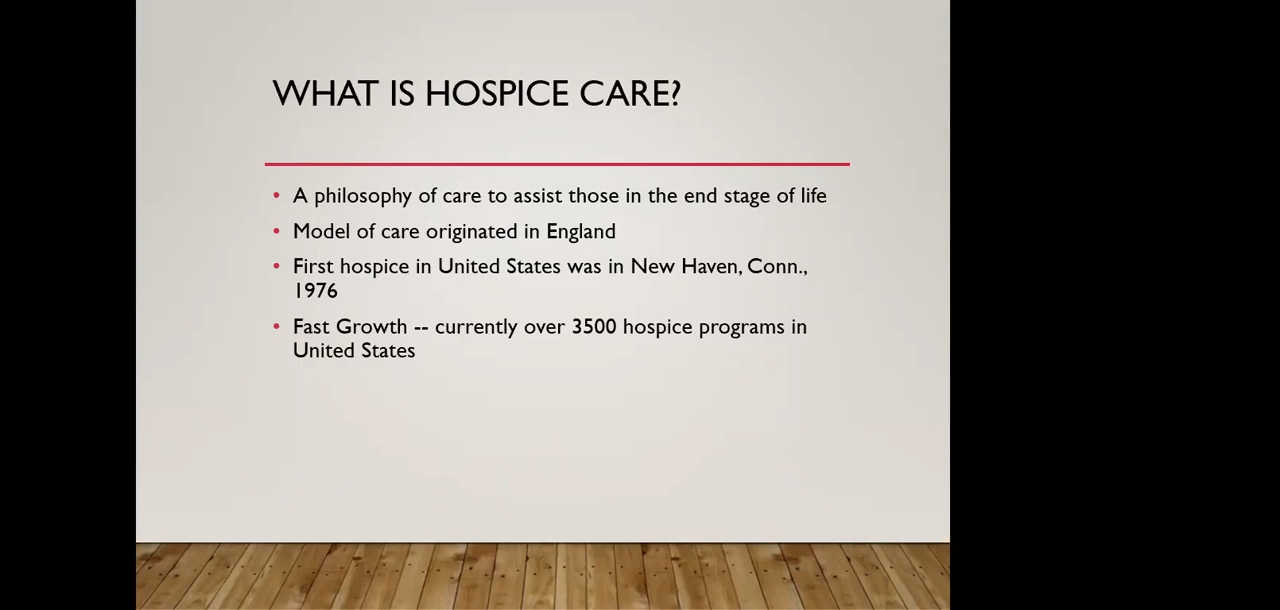 WHAT IS HOSPICE CARE?
• A philosophy of care to assist those in the end stage of life
• Model of care originated in England
• First hospice in United States was in New Haven, Conn.,
1976
• Fast Growth -- currently over 3500 hospice programs in
United States